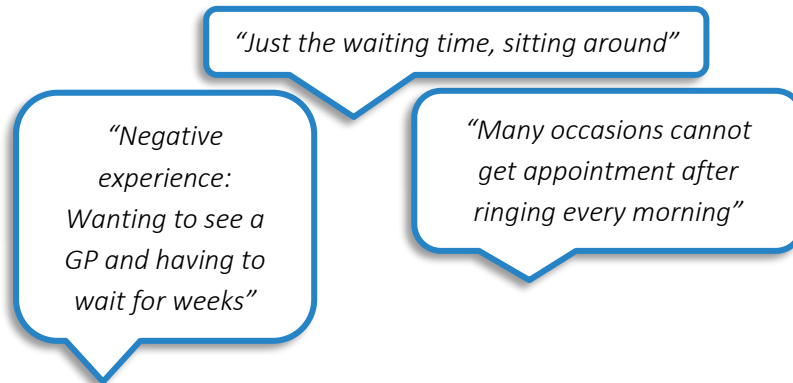 “Just the waiting time, sitting around”
“Negative
experience:
Wanting to see a
GP and having to
wait for weeks”
“Many occasions cannot
get appointment after
ringing every morning”